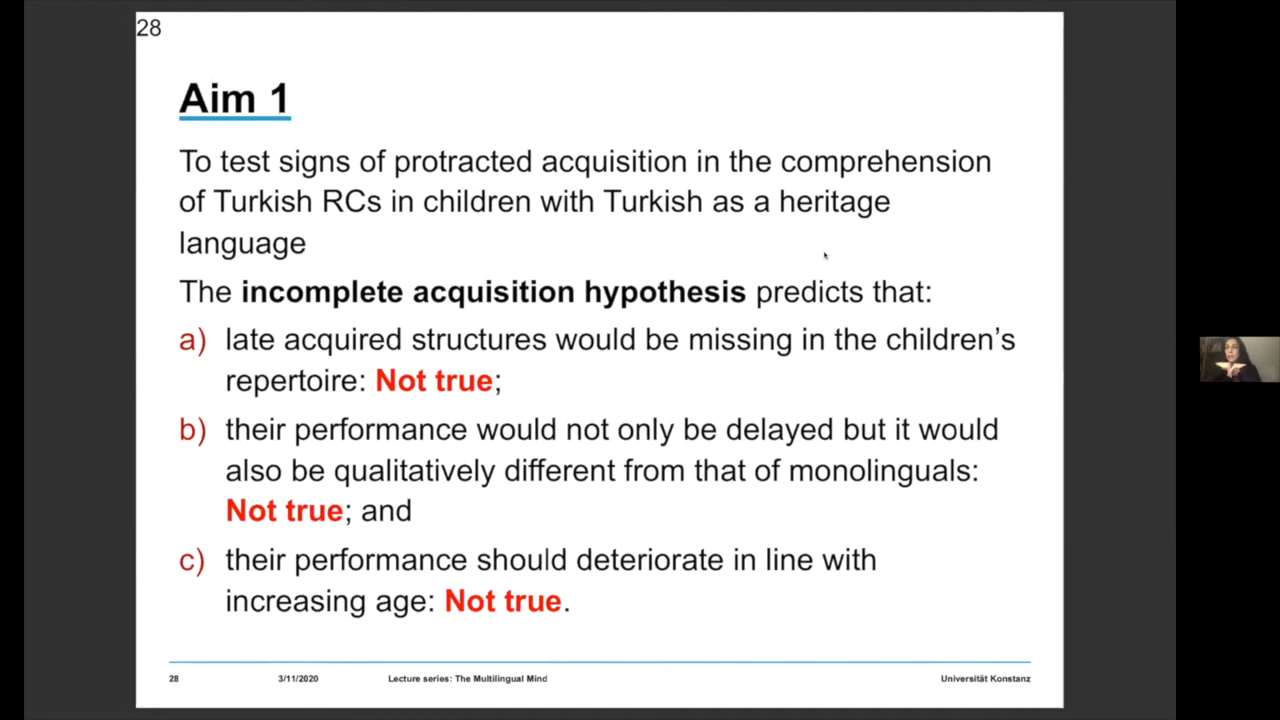 28
Aim 1
To test signs of protracted acquisition in the comprehension
of Turkish RCs in children with Turkish as a heritage
language
The incomplete acquisition hypothesis predicts that:
a) late acquired structures would be missing in the children’s
repertoire: Not true;
b) their performance would not only be delayed but it would
also be qualitatively different from that of monolinguals:
Not true; and
c) their performance should deteriorate in line with
increasing age: Not true.
28 3/11/2020 Lecture series: The Multilingual Mind Universität Konstanz